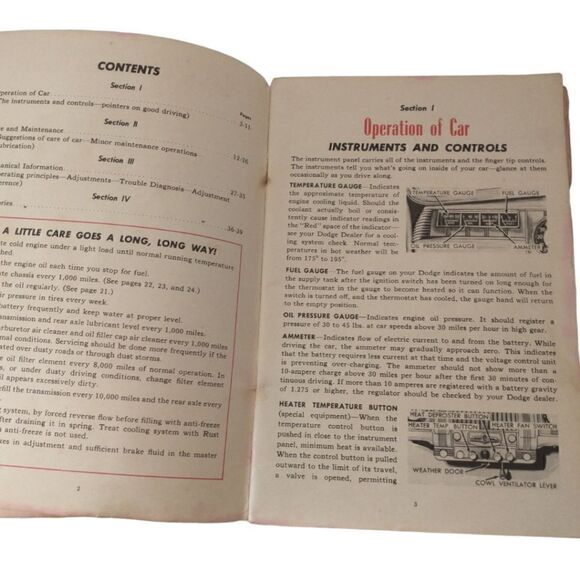 CONTENTS
Section I
Operation of Car
The instruments and controls—pointers on good driving)
Pages
3-11
Section II
and Maintenance
Suggestions of care of car—Minor maintenance operations—
12-26
Section III
Information
Operating principles—Adjustments—Trouble Diagnosis—Adjustment
27-35
Section IV
36-39
A LITTLE CARE GOES A LONG, LONG WAY!
cold engine under a light load until normal running temperature
the engine oil each time you stop for fuel.
chassis every 1,000 miles. (See pages 22, 23, and 24.)
the oil regularly. (See page 21.)
pressure in tires every week.
battery frequently and keep water at proper level.
transmission and rear axle lubricant level every 1,000 miles.
carburetor air cleaner and oil filler cap air cleaner every 1,000 miles
conditions. Servicing should be done more frequently if the
over dusty roads or through dust storms.
oil filter element every 8,000 miles of normal operation. In
or under dusty driving conditions, change filter element
oil appears excessively dirty.
the transmission every 10,000 miles and the rear axle every
system, by forced reverse flow before filling with anti-freeze
after draining it in spring. Treat cooling system with Rust
anti-freeze is not used.
in adjustment and sufficient brake fluid in the master
2
Section I
Operation of Car
INSTRUMENTS AND CONTROLS
The instrument panel carries all of the instruments and the finger tip controls.
The instruments tell you what's going on inside of your car—glance at them
occasionally as you drive along.
TEMPERATURE GAUGE—Indicates
the approximate temperature of
engine cooling liquid. Should the
coolant actually boil or consis-
tently cause indicator readings
in the "Red" space of the indicator—
see your Dodge Dealer for a cool-
ing system check. Normal tem-
peratures in hot weather will be
from 175° to 195°.
TEMPERATURE GAUGE
FUEL GAUGE
OIL PRESSURE GAUGE
AMMETER
FUEL GAUGE—The fuel gauge on your Dodge indicates the amount of fuel in
the supply tank after the ignition switch has been turned on long enough for
the thermostat in the gauge to become heated so it can function. When the
switch is turned off, and the thermostat has cooled, the gauge hand will return
to the empty position.
OIL PRESSURE GAUGE—Indicates engine oil pressure. It should register a
pressure of 30 to 45 lbs. at car speeds above 30 miles per hour in high gear.
AMMETER—Indicates flow of electric current to and from the battery. While
driving the car, the ammeter may gradually approach zero. This indicates
that the battery requires less current at that time and the voltage control unit
is preventing over-charging. The ammeter should not show more than a
10-ampere charge above 30 miles per hour after the first 30 minutes of con-
tinuous driving. If more than 10 amperes are registered with a battery gravity
of 1.275 or higher, the regulator should be checked by your Dodge dealer.
HEATER TEMPERATURE BUTTON
(special equipment)—When the
temperature control button is
pushed in close to the instrument
panel, minimum heat is available.
When the control button is pulled
outward to the limit of its travel,
a valve is opened, permitting
HEAT DEFROSTER BUTTON
HEATER TEMP. BUTTON
HEATER FAN SWITCH
WEATHER DOOR
COWL VENTILATOR LEVER
3